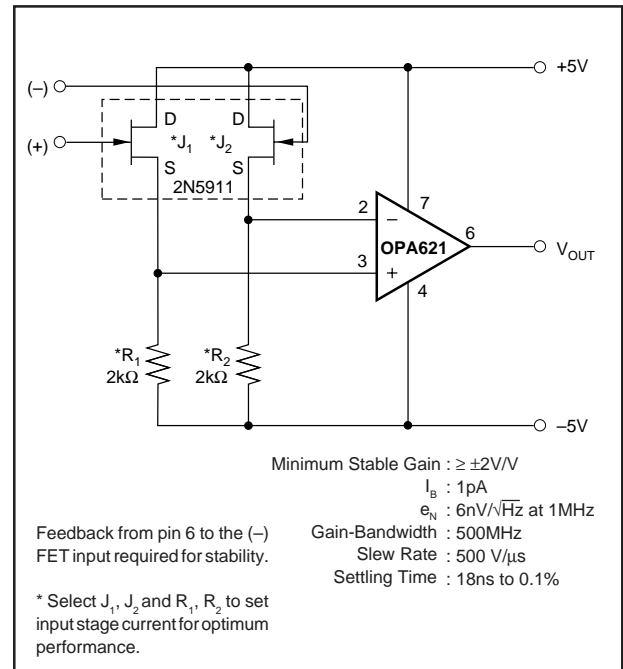 +5V
(–)
(+)
D
D
*J1
*J2
S
S
2N5911
2
7
–
6
OPA621
VOUT
3
+
4
*R1
2kΩ
*R2
2kΩ
–5V
Minimum Stable Gain : ≥ ±2V/V
IB : 1pA
eN : 6nV/√Hz at 1MHz
Gain-Bandwidth : 500MHz
Slew Rate : 500 V/µs
Settling Time : 18ns to 0.1%
Feedback from pin 6 to the (–)
FET input required for stability.
* Select J1, J2 and R1, R2 to set
input stage current for optimum
performance.